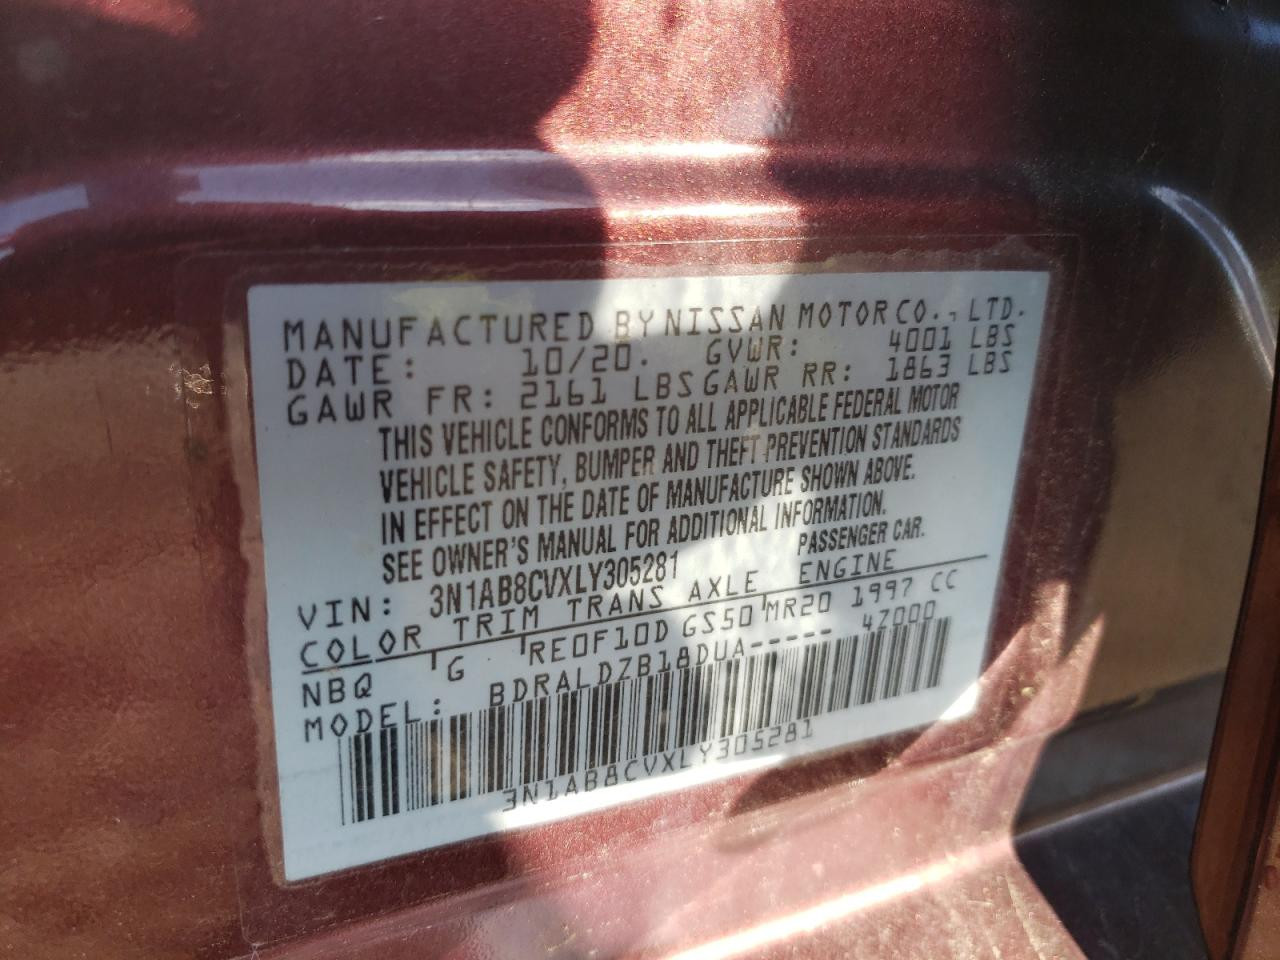 MANUFACTURED BY NISSAN MOTOR CO., LTD.
DATE: 10/20. GVWR: 4001 LBS
GAWR FR: 2161 LBS GAWR RR: 1863 LBS
THIS VEHICLE CONFORMS TO ALL APPLICABLE FEDERAL MOTOR
VEHICLE SAFETY, BUMPER AND THEFT PREVENTION STANDARDS
IN EFFECT ON THE DATE OF MANUFACTURE SHOWN ABOVE.
SEE OWNER'S MANUAL FOR ADDITIONAL INFORMATION.
VIN: 3N1AB8CVXLY305281 PASSENGER CAR.
COLOR TRIM TRANS AXLE ENGINE
NBQ G RE0F10D GS50 MR20 1997 CC
MODEL: BDRALDZB18DUA----- 47000
3N1AB8CVXLY305281